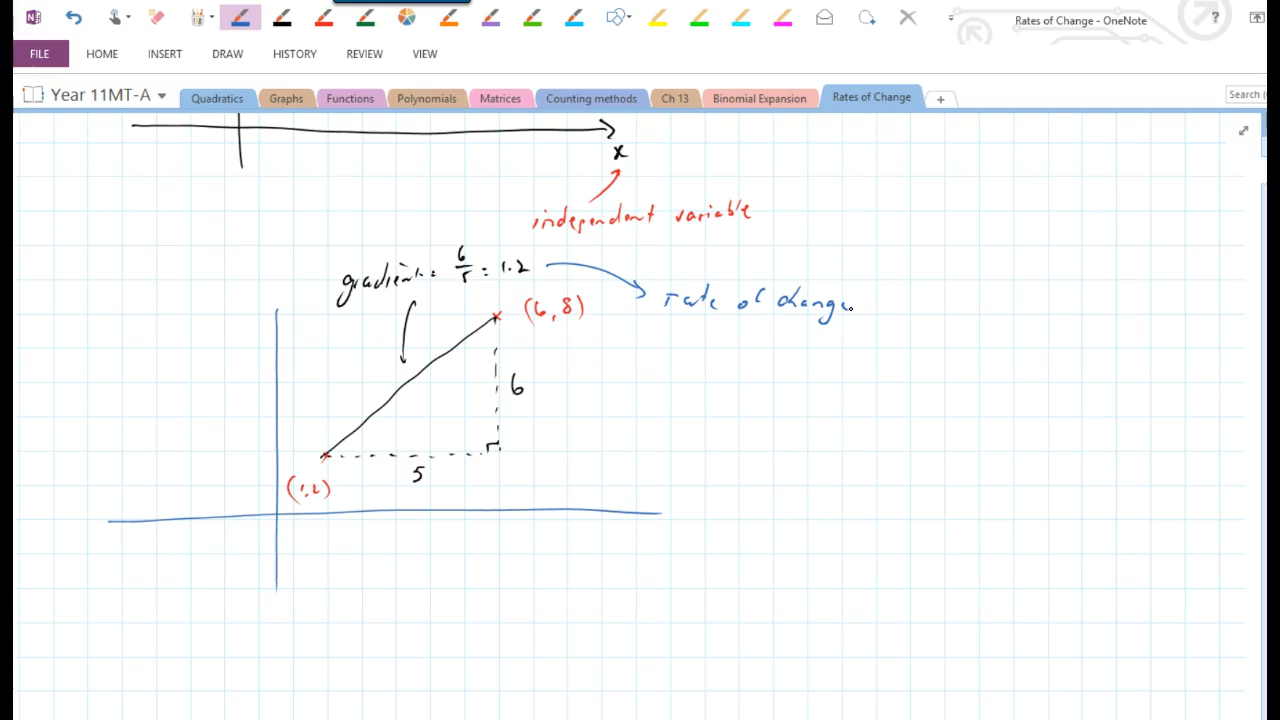 Rates of Change - OneNote
?
FILE HOME INSERT DRAW HISTORY REVIEW VIEW
Year 11MT-A Quadratics Graphs Functions Polynomials Matrices Counting methods Ch 13 Binomial Expansion Rates of Change + Search (
x
independent variable
gradient = 6/5 = 1.2
rate of change
(6,8)
6
5
(1,2)